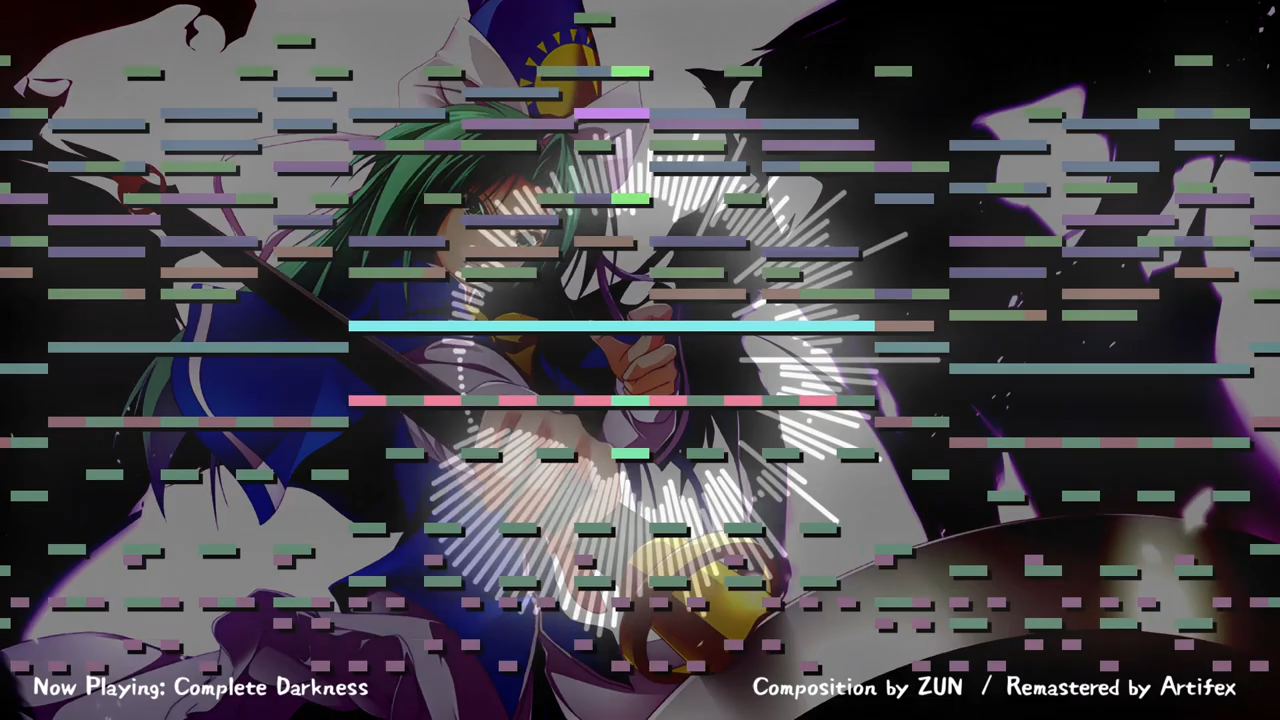 Now Playing: Complete Darkness
Composition by ZUN / Remastered by Artifex